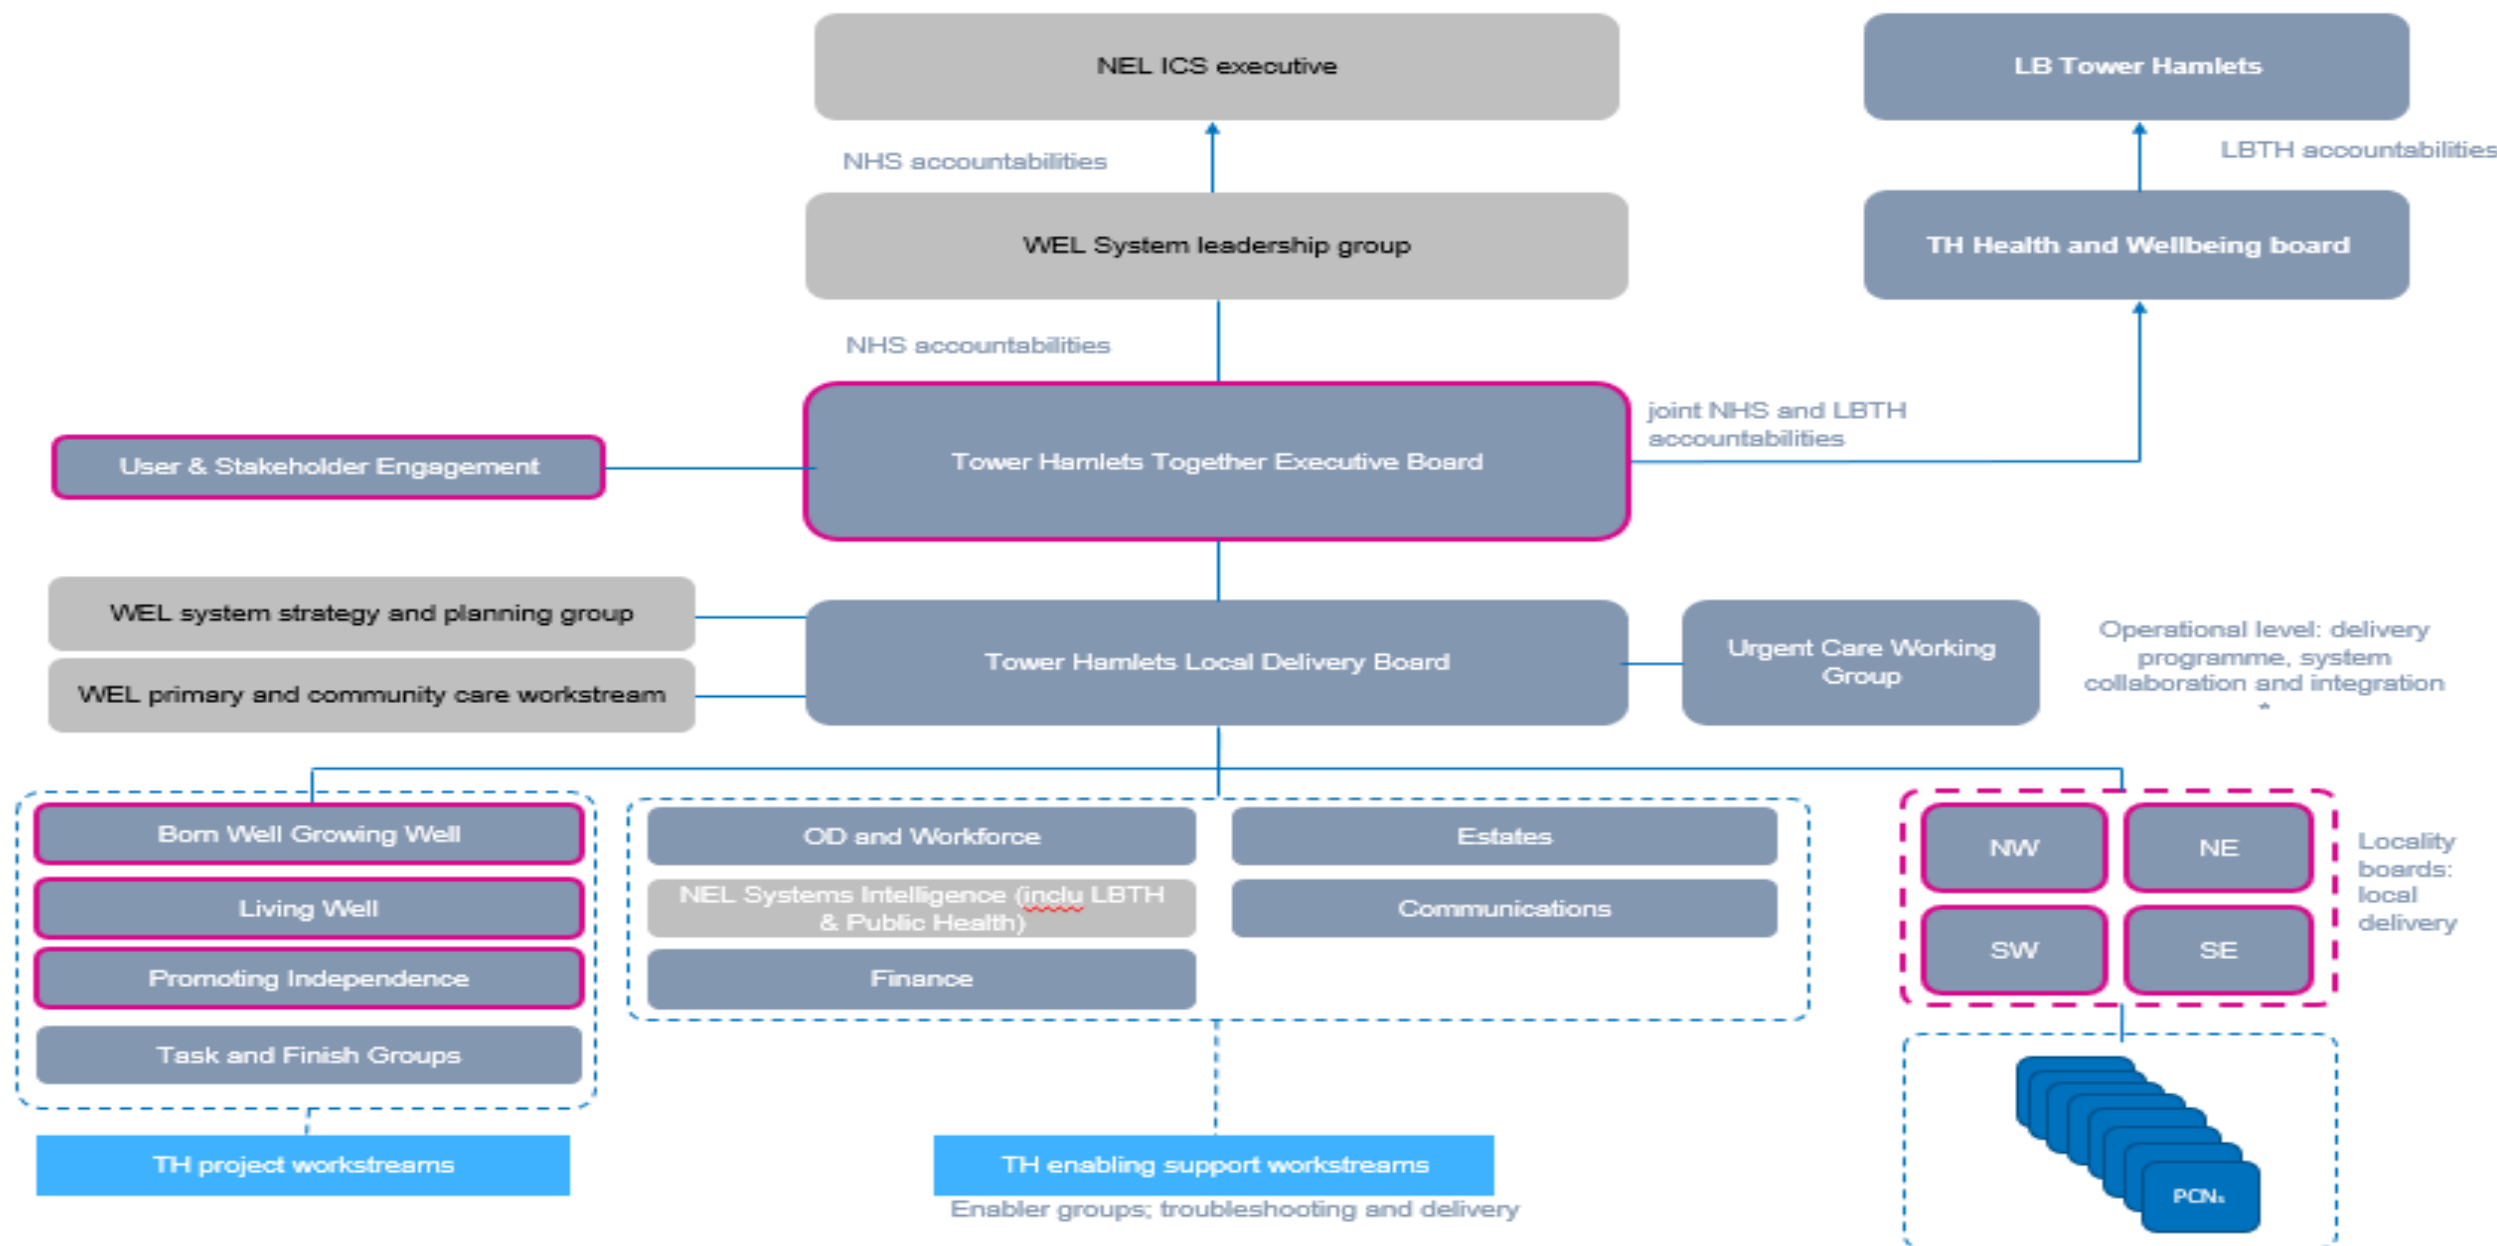 NEL ICS executive
LB Tower Hamlets
NHS accountabilities
LBTH accountabilities
WEL System leadership group
TH Health and Wellbeing board
NHS accountabilities
joint NHS and LBTH
accountabilities
User & Stakeholder Engagement
Tower Hamlets Together Executive Board
WEL system strategy and planning group
WEL primary and community care workstream
Tower Hamlets Local Delivery Board
Urgent Care Working
Group
Operational level: delivery
programme, system
collaboration and integration
*
Born Well Growing Well
Living Well
Promoting Independence
Task and Finish Groups
OD and Workforce
Estates
NEL Systems Intelligence (inclu LBTH
& Public Health)
Communications
Finance
NW
NE
SW
SE
Locality
boards:
local
delivery
TH project workstreams
TH enabling support workstreams
Enabler groups; troubleshooting and delivery
PCNs